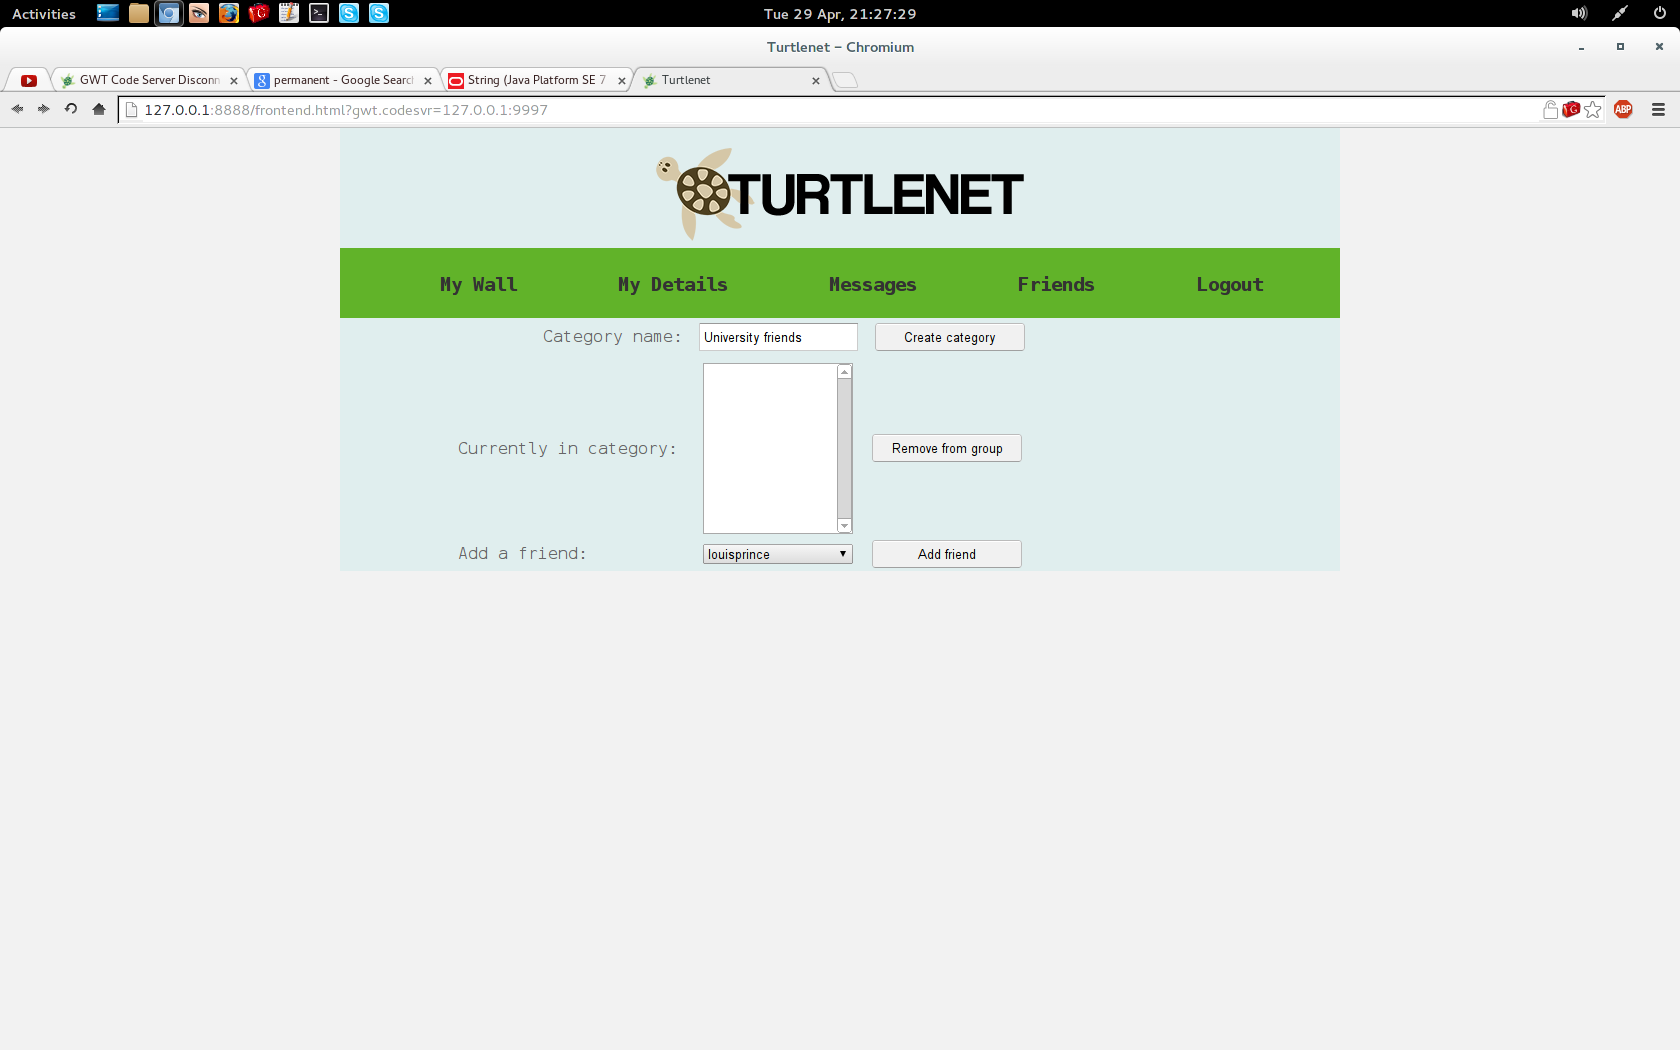 Activities
Tue 29 Apr, 21:27:29
Turtlenet - Chromium
GWT Code Server Disconn
permanent - Google Search
String (Java Platform SE 7
Turtlenet
127.0.0.1:8888/frontend.html?gwt.codesvr=127.0.0.1:9997
ABP
TURTLENET
My Wall My Details Messages Friends Logout
Category name: University friends Create category
Currently in category: Remove from group
Add a friend: louisprince Add friend